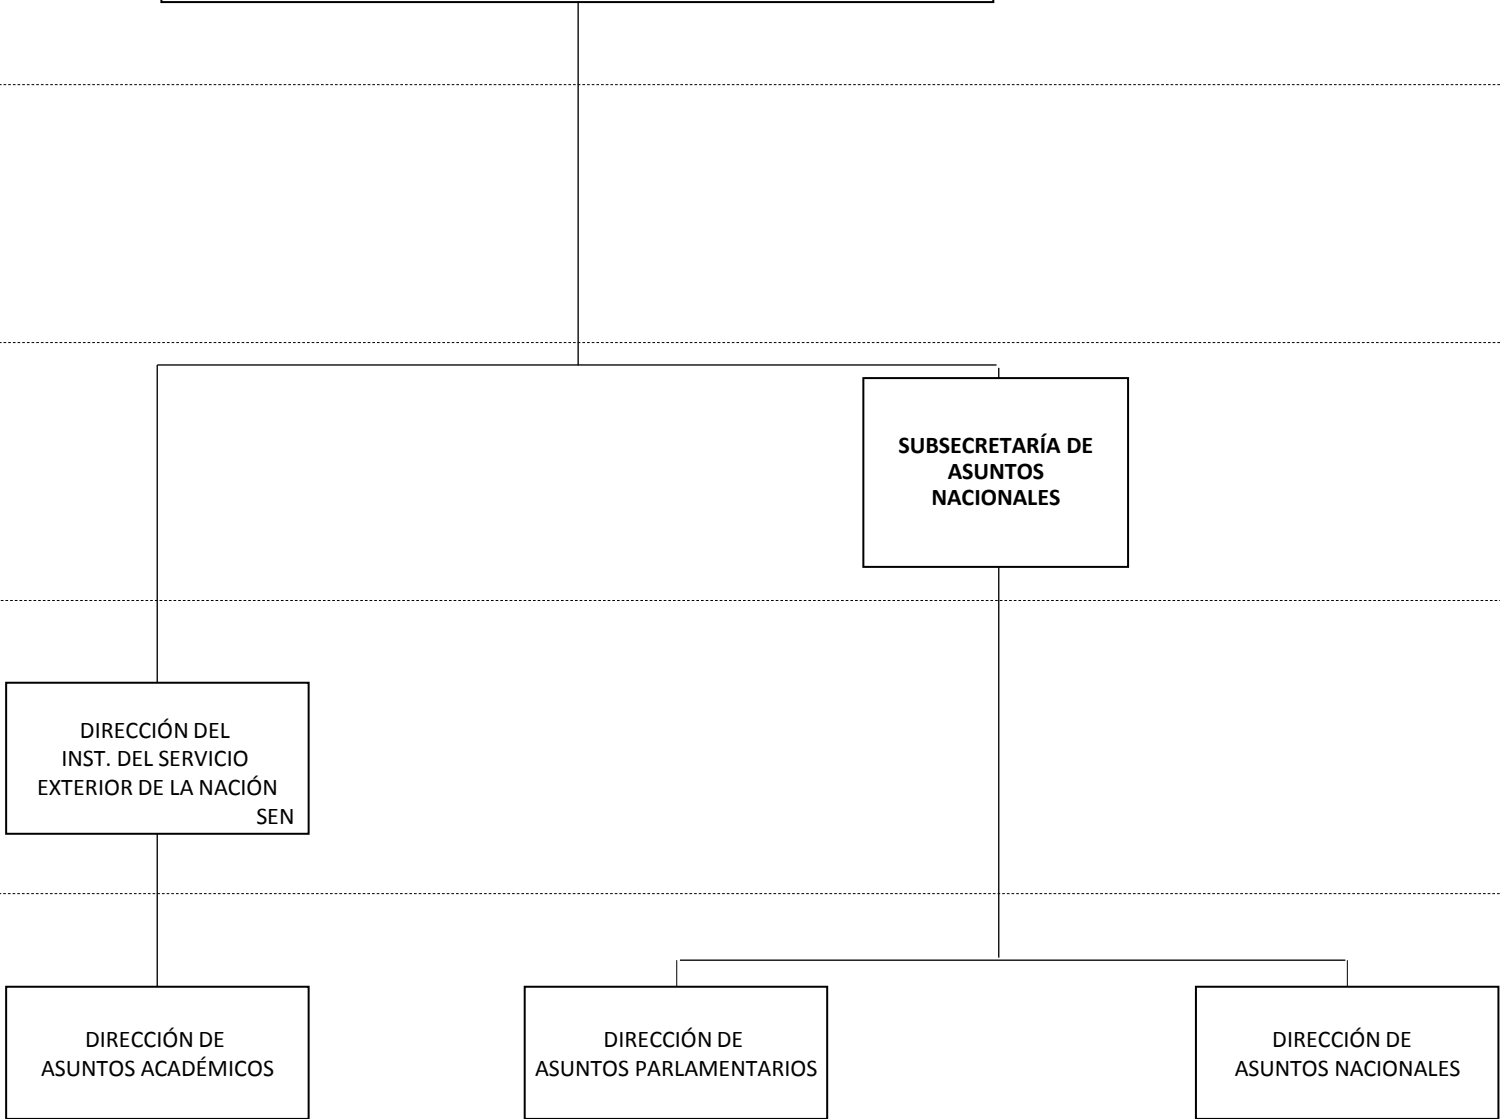 SUBSECRETARÍA DE
ASUNTOS
NACIONALES
DIRECCIÓN DEL
INST. DEL SERVICIO
EXTERIOR DE LA NACIÓN
SEN
DIRECCIÓN DE
ASUNTOS ACADÉMICOS
DIRECCIÓN DE
ASUNTOS PARLAMENTARIOS
DIRECCIÓN DE
ASUNTOS NACIONALES